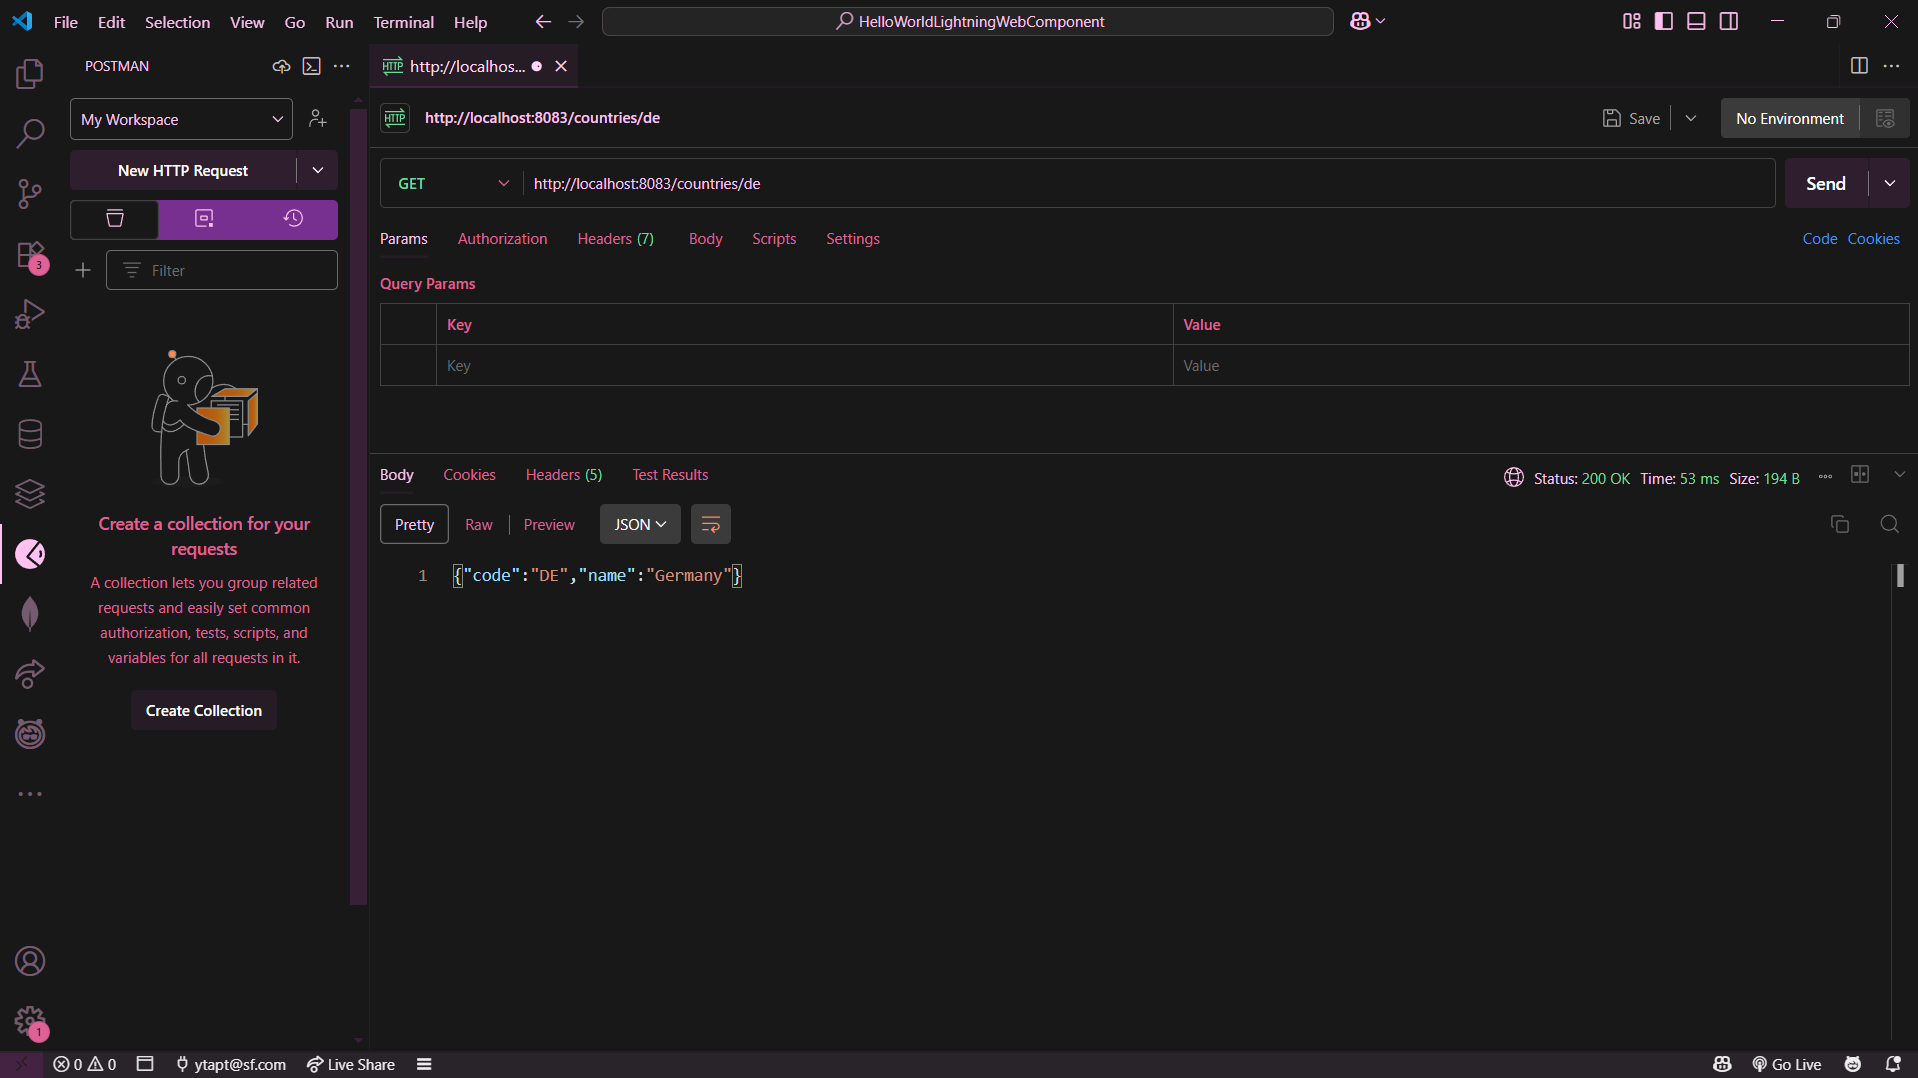 File Edit Selection View Go Run Terminal Help HelloWorldLightningWebComponent
POSTMAN
http://localhos...
My Workspace
New HTTP Request
Filter
3
Create a collection for your
requests
A collection lets you group related
requests and easily set common
authorization, tests, scripts, and
variables for all requests in it.
Create Collection
1
HTTP http://localhost:8083/countries/de Save No Environment
GET http://localhost:8083/countries/de Send
Params Authorization Headers (7) Body Scripts Settings Code Cookies
Query Params
Key Value
Key Value
Body Cookies Headers (5) Test Results Status: 200 OK Time: 53 ms Size: 194 B
Pretty Raw Preview JSON
1 {"code":"DE","name":"Germany"}
0 0 ytapt@sf.com Live Share Go Live